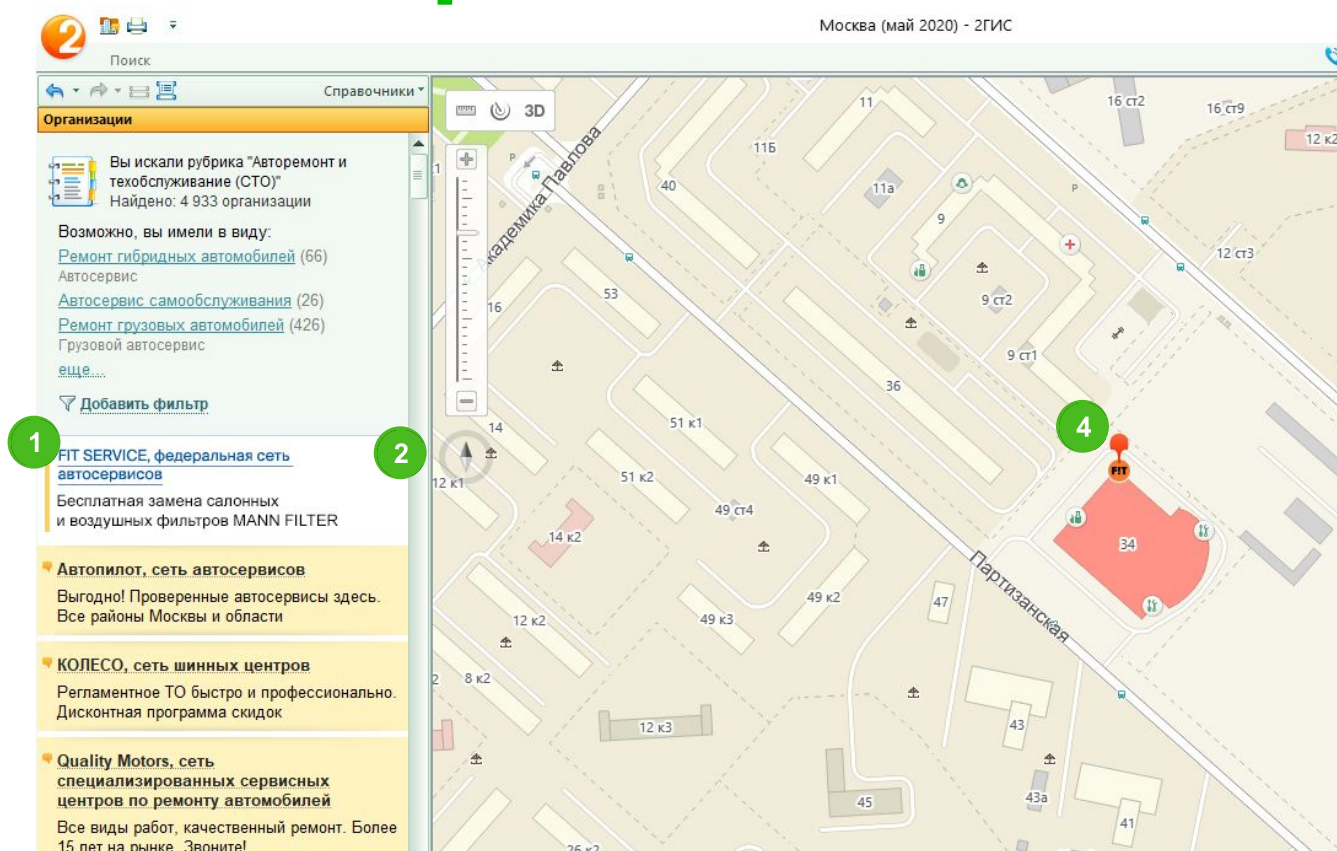 2
Москва (май 2020) - 2ГИС
Поиск
Справочники
Организации
Вы искали рубрика "Авторемонт и
техобслуживание (СТО)"
Найдено: 4 933 организации
Возможно, вы имели в виду:
Ремонт гибридных автомобилей (66)
Автосервис
Автосервис самообслуживания (26)
Ремонт грузовых автомобилей (426)
Грузовой автосервис
еще...
Добавить фильтр
1
2
FIT SERVICE, федеральная сеть
автосервисов
Бесплатная замена салонных
и воздушных фильтров MANN FILTER
Автопилот, сеть автосервисов
Выгодно! Проверенные автосервисы здесь.
Все районы Москвы и области
КОЛЕСО, сеть шинных центров
Регламентное ТО быстро и профессионально.
Дисконтная программа скидок
Quality Motors, сеть
специализированных сервисных
центров по ремонту автомобилей
Все виды работ, качественный ремонт. Более
15 лет на рынке. Звоните!
3D
Академика Павлова
Партизанская
P
P
11
16 ст2
16 ст9
12 к2
11Б
40
11а
9
12 ст3
53
9 ст2
16
9 ст1
36
4
14
51 к1
FIT
12 к1
51 к2
49 к1
49 ст4
14 к2
34
49 к2
47
12 к2
49 к3
8 к2
12 к3
43
45
43а
41
26 к2